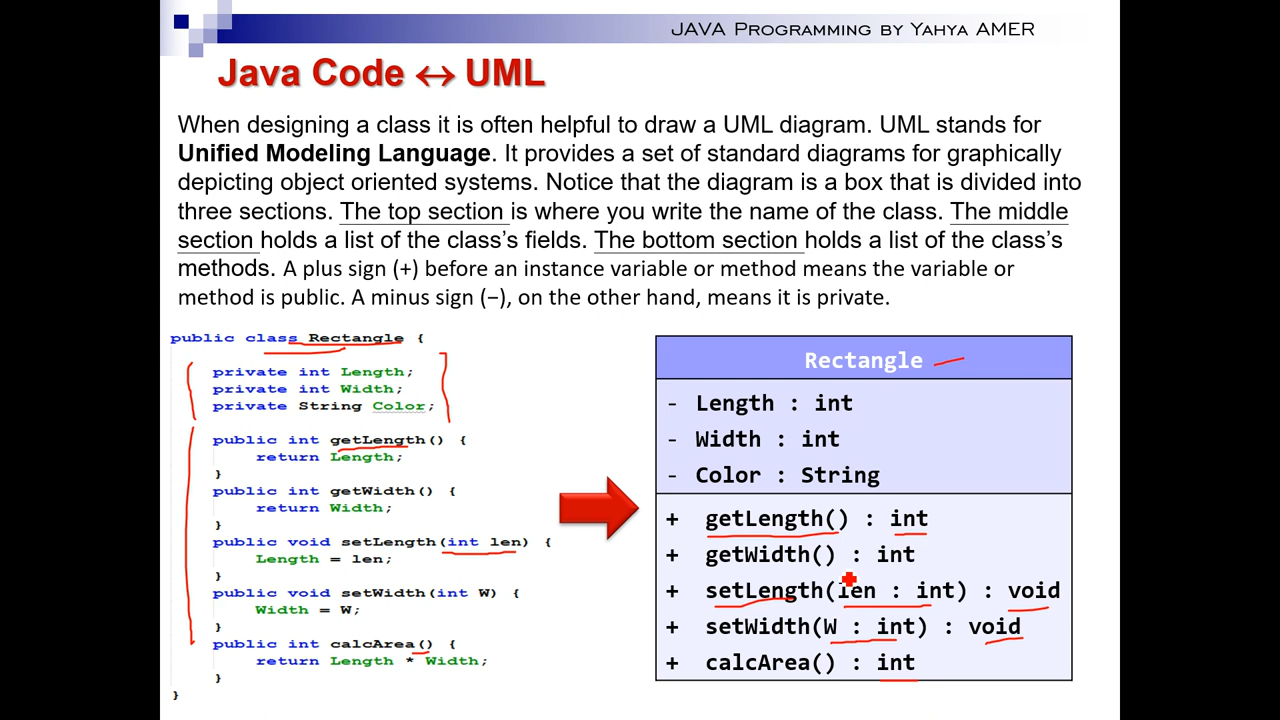 JAVA PROGRAMMING BY YAHYA AMER
Java Code ↔ UML
When designing a class it is often helpful to draw a UML diagram. UML stands for
Unified Modeling Language. It provides a set of standard diagrams for graphically
depicting object oriented systems. Notice that the diagram is a box that is divided into
three sections. The top section is where you write the name of the class. The middle
section holds a list of the class's fields. The bottom section holds a list of the class's
methods. A plus sign (+) before an instance variable or method means the variable or
method is public. A minus sign (−), on the other hand, means it is private.
public class Rectangle {
private int Length;
private int Width;
private String Color;
public int getLength() {
return Length;
}
public int getWidth() {
return Width;
}
public void setLength(int len) {
Length = len;
}
public void setWidth(int W) {
Width = W;
}
public int calcArea() {
return Length * Width;
}
}
Rectangle
- Length : int
- Width : int
- Color : String
+ getLength() : int
+ getWidth() : int
+ setLength(len : int) : void
+ setWidth(W : int) : void
+ calcArea() : int